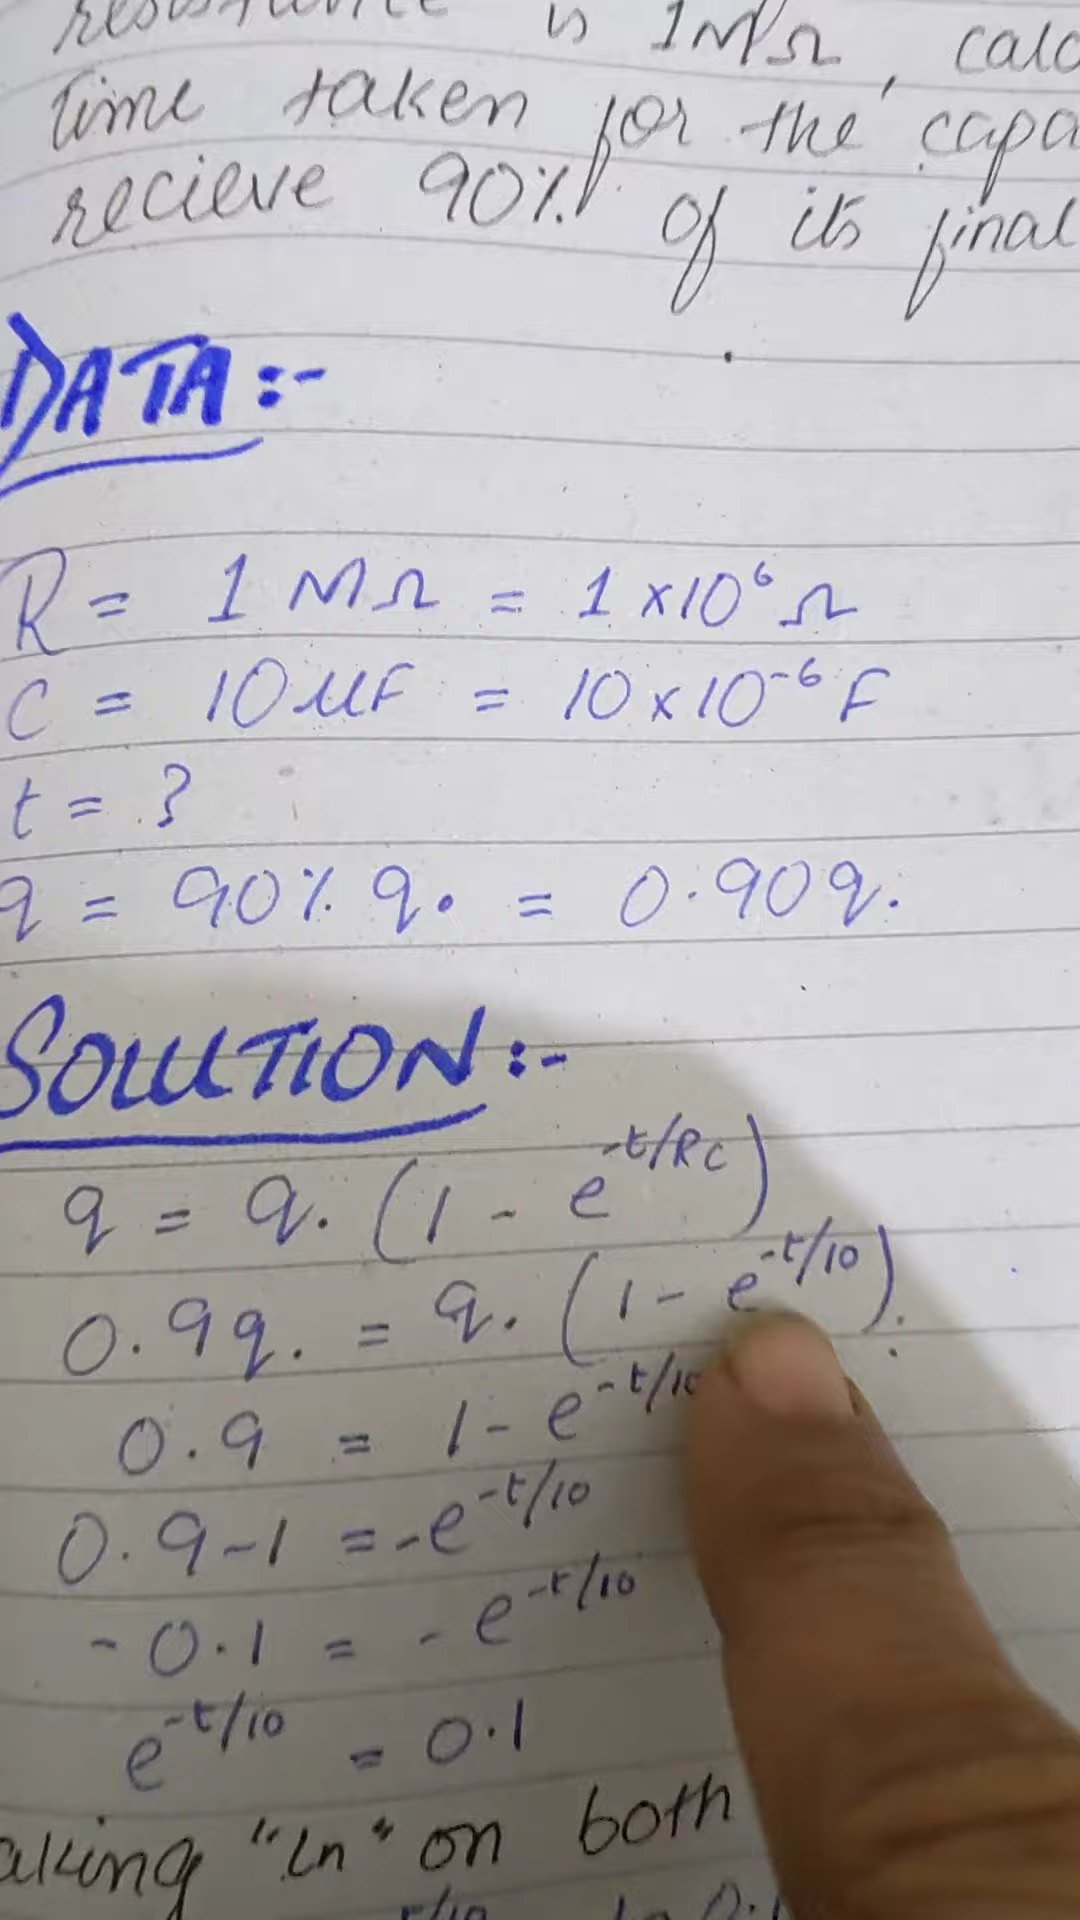 is 1MΩ, calc
time taken for the capa
recieve 90% of its final
DATA:-
R = 1 MΩ = 1 x10⁶ Ω
C = 10 μF = 10 x 10⁻⁶ F
t = ?
q = 90% q. = 0.90q.
SOLUTION:-
q = q. (1 - e^-t/RC)
0.9q. = q. (1 - e^-t/10).
0.9 = 1 - e^-t/10
0.9-1 = -e^-t/10
-0.1 = -e^-t/10
e^-t/10 = 0.1
aking "Ln" on both